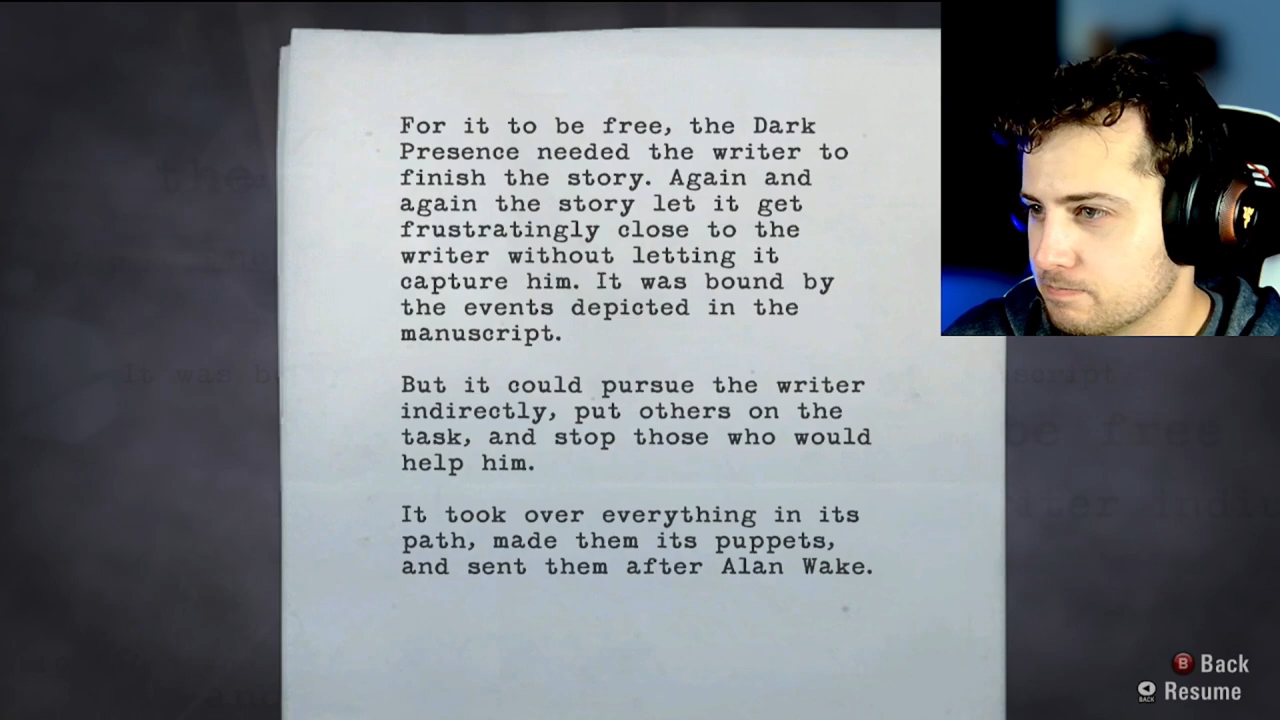 For it to be free, the Dark
Presence needed the writer to
finish the story. Again and
again the story let it get
frustratingly close to the
writer without letting it
capture him. It was bound by
the events depicted in the
manuscript.
But it could pursue the writer
indirectly, put others on the
task, and stop those who would
help him.
It took over everything in its
path, made them its puppets,
and sent them after Alan Wake.
B Back
BACK Resume